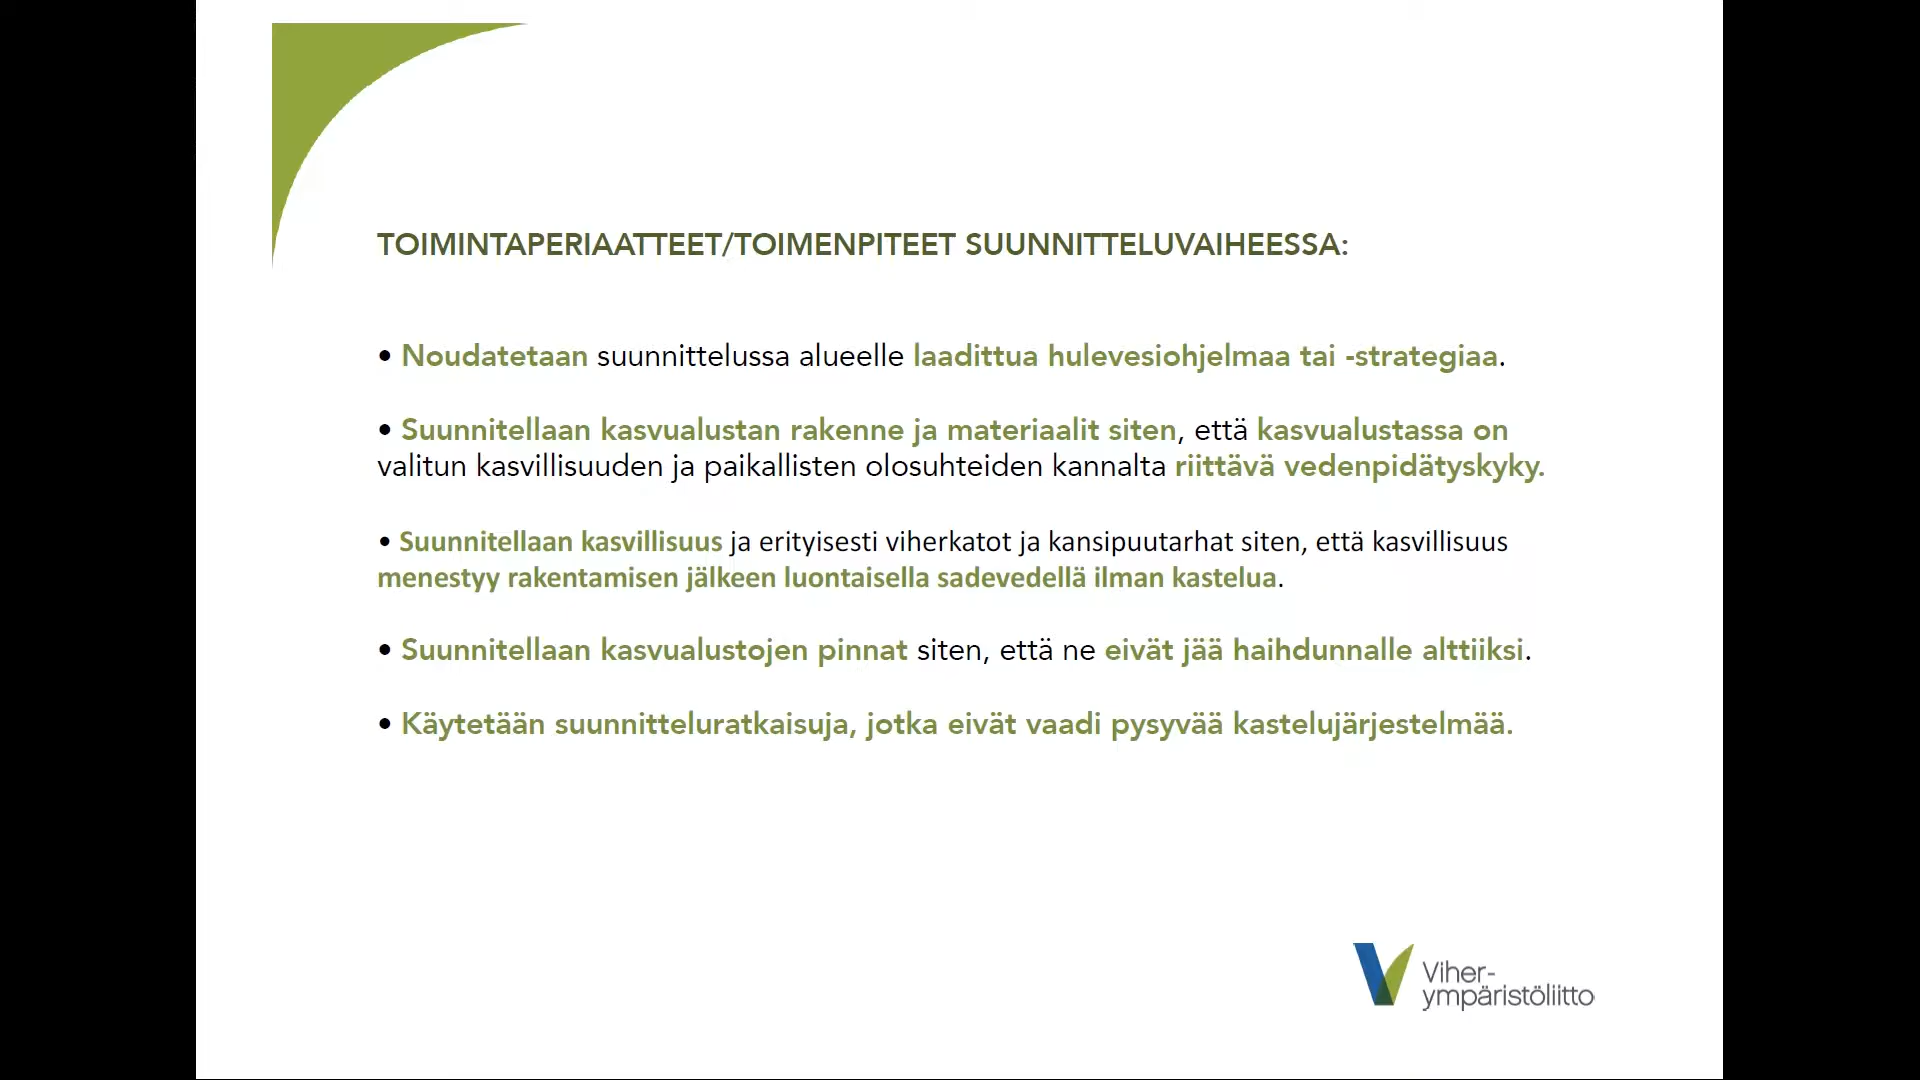 TOIMINTAPERIAATTEET/TOIMENPITEET SUUNNITTELUVAIHEESSA:
• Noudatetaan suunnittelussa alueelle laadittua hulevesiohjelmaa tai -strategiaa.
• Suunnitellaan kasvualustan rakenne ja materiaalit siten, että kasvualustassa on
valitun kasvillisuuden ja paikallisten olosuhteiden kannalta riittävä vedenpidätyskyky.
• Suunnitellaan kasvillisuus ja erityisesti viherkatot ja kansipuutarhat siten, että kasvillisuus
menestyy rakentamisen jälkeen luontaisella sadevedellä ilman kastelua.
• Suunnitellaan kasvualustojen pinnat siten, että ne eivät jää haihdunnalle alttiiksi.
• Käytetään suunnitteluratkaisuja, jotka eivät vaadi pysyvää kastelujärjestelmää.
Viher-
ympäristöliitto